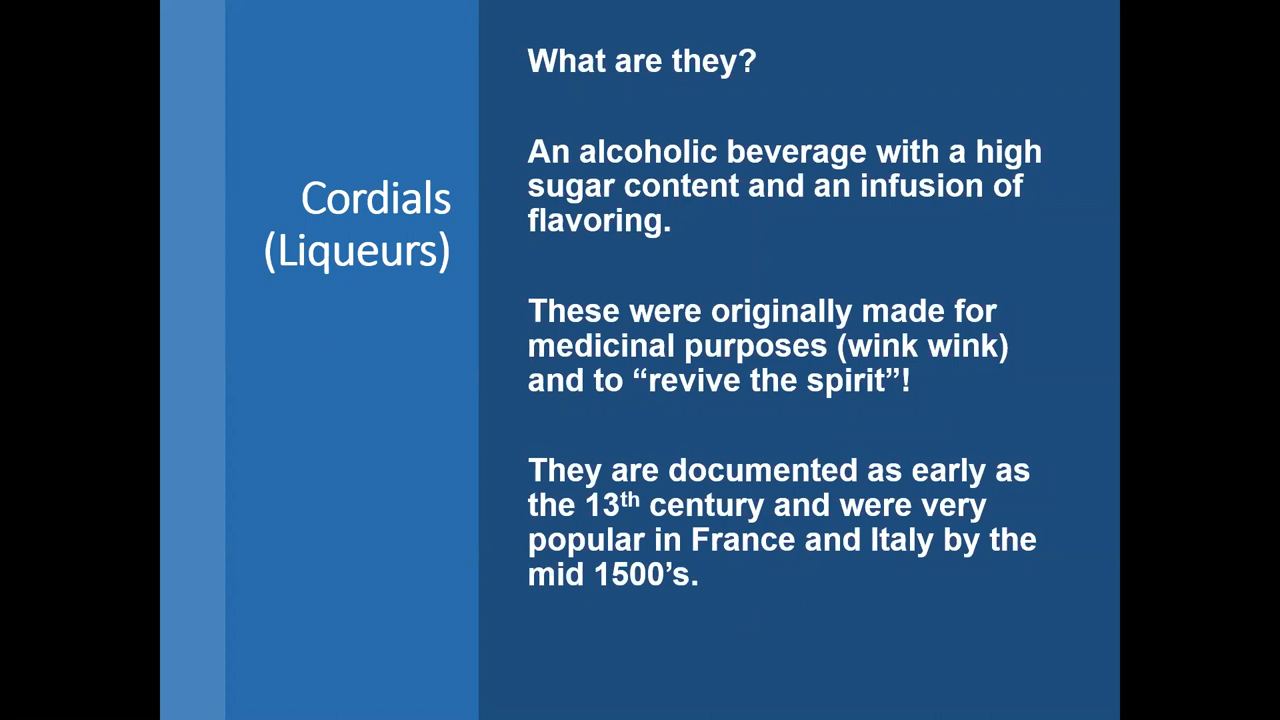 Cordials
(Liqueurs)
What are they?
An alcoholic beverage with a high
sugar content and an infusion of
flavoring.
These were originally made for
medicinal purposes (wink wink)
and to “revive the spirit”!
They are documented as early as
the 13th century and were very
popular in France and Italy by the
mid 1500’s.